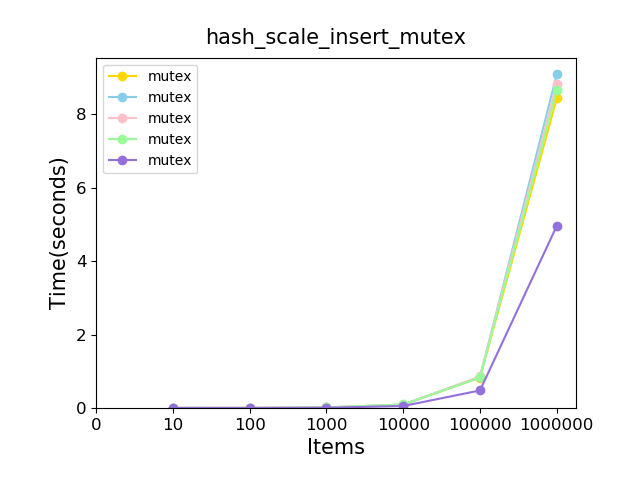 hash_scale_insert_mutex
mutex
mutex
mutex
mutex
mutex
Time(seconds)
8
6
4
2
0
0 10 100 1000 10000 100000 1000000
Items